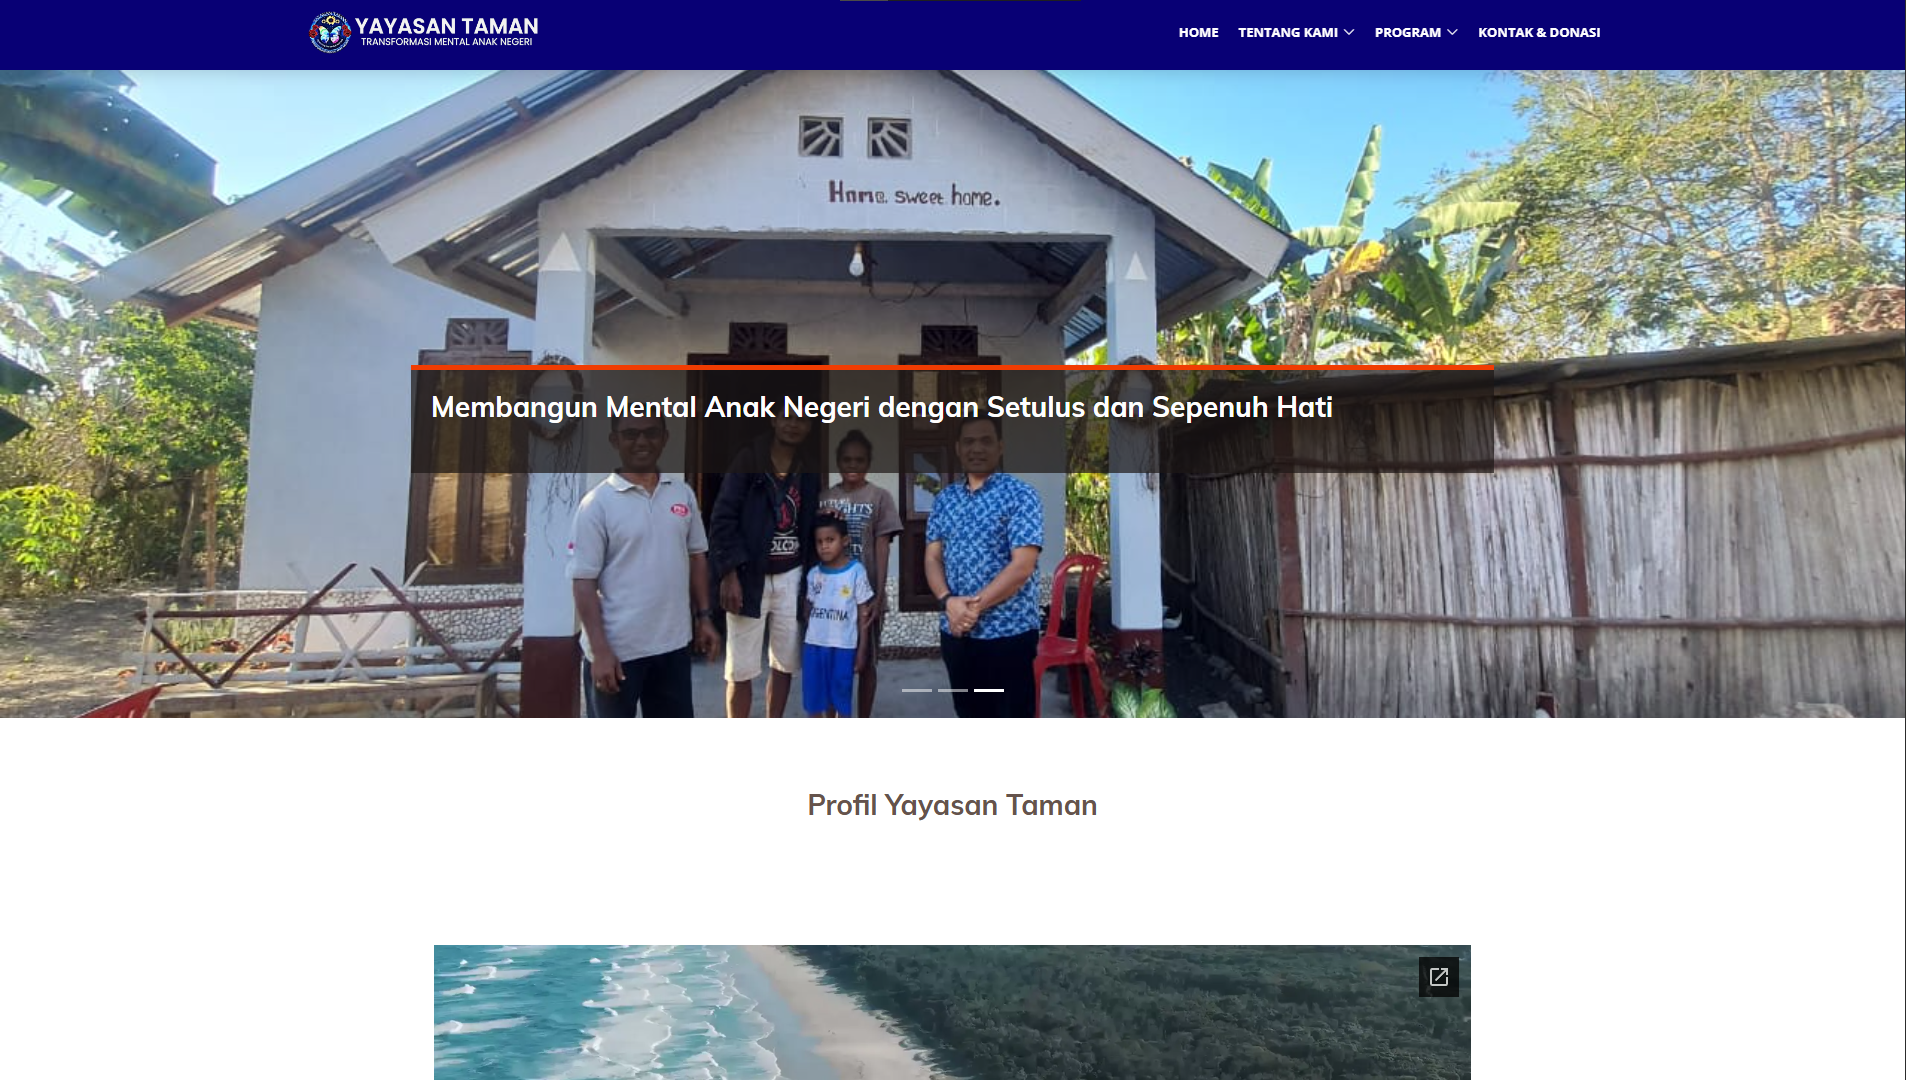 YAYASAN TAMAN
TRANSFORMASI MENTAL ANAK NEGERI
HOME TENTANG KAMI PROGRAM KONTAK & DONASI
Home. sweet home.
Membangun Mental Anak Negeri dengan Setulus dan Sepenuh Hati
Profil Yayasan Taman